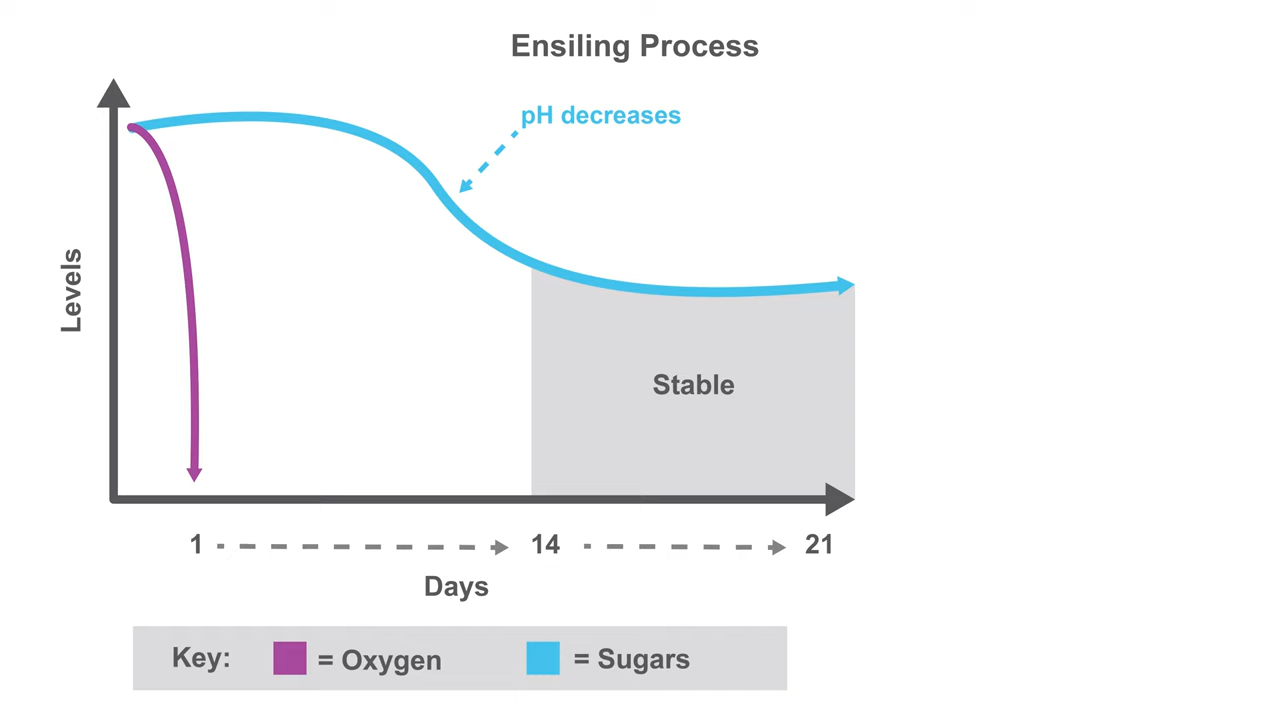 Ensiling Process
pH decreases
Levels
Stable
1 14 21
Days
Key: = Oxygen = Sugars